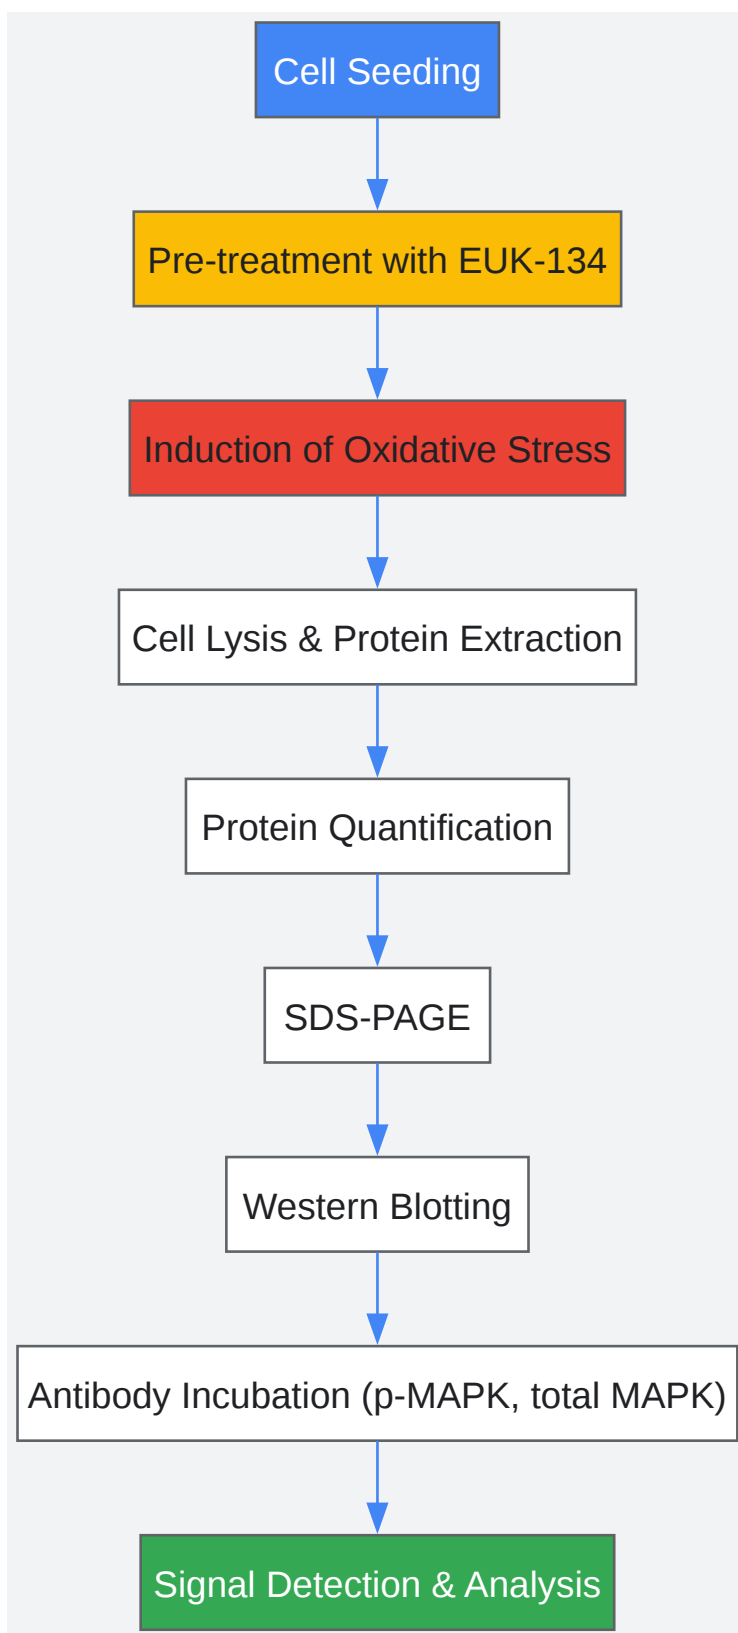 Cell Seeding
Pre-treatment with EUK-134
Induction of Oxidative Stress
Cell Lysis & Protein Extraction
Protein Quantification
SDS-PAGE
Western Blotting
Antibody Incubation (p-MAPK, total MAPK)
Signal Detection & Analysis